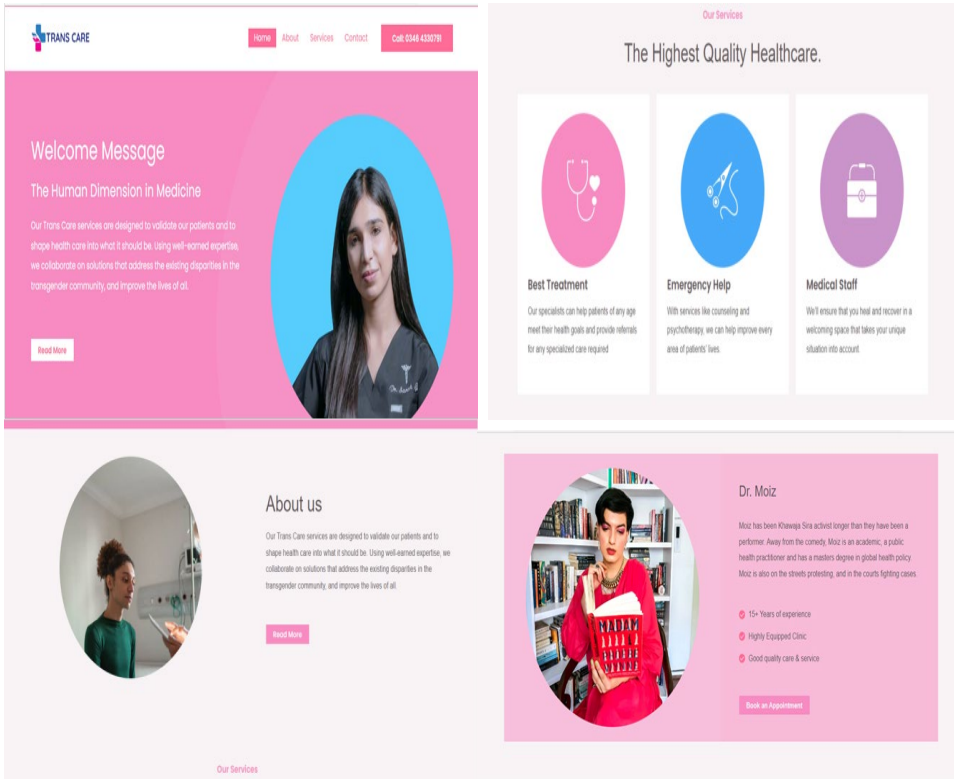 TRANS CARE
Home About Services Contact Call: 0346 4330791
Welcome Message
The Human Dimension in Medicine
Our Trans Care services are designed to validate our patients and to
shape health care into what it should be. Using well-earned expertise,
we collaborate on solutions that address the existing disparities in the
transgender community, and improve the lives of all.
Read More
Our Services
The Highest Quality Healthcare.
Best Treatment
Our specialists can help patients of any age
meet their health goals and provide referrals
for any specialized care required
Emergency Help
With services like counseling and
psychotherapy, we can help improve every
area of patients' lives.
Medical Staff
We'll ensure that you heal and recover in a
welcoming space that takes your unique
situation into account.
About us
Our Trans Care services are designed to validate our patients and to
shape health care into what it should be. Using well-earned expertise, we
collaborate on solutions that address the existing disparities in the
transgender community, and improve the lives of all.
Read More
Our Services
MADAM
Dr. Moiz
Moiz has been Khawaja Sira activist longer than they have been a
performer. Away from the comedy, Moiz is an academic, a public
health practitioner and has a masters degree in global health policy.
Moiz is also on the streets protesting, and in the courts fighting cases.
15+ Years of experience
Highly Equipped Clinic
Good quality care & service
Book an Appointment